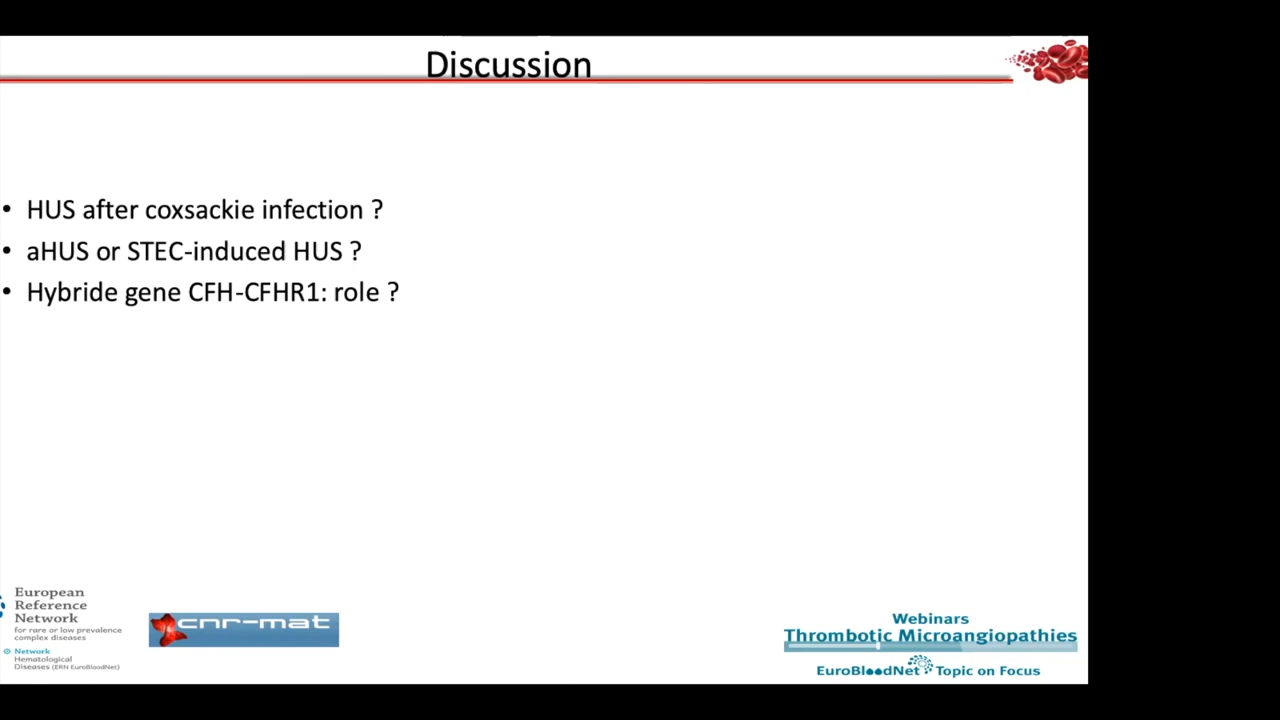 Discussion
• HUS after coxsackie infection ?
• aHUS or STEC-induced HUS ?
• Hybride gene CFH-CFHR1: role ?
European
Reference
Network
for rare or low prevalence
complex diseases
Network
Hematological
Diseases (ERN EuroBloodNet)
cnr-mat
Webinars
Thrombotic Microangiopathies
EuroBloodNet Topic on Focus